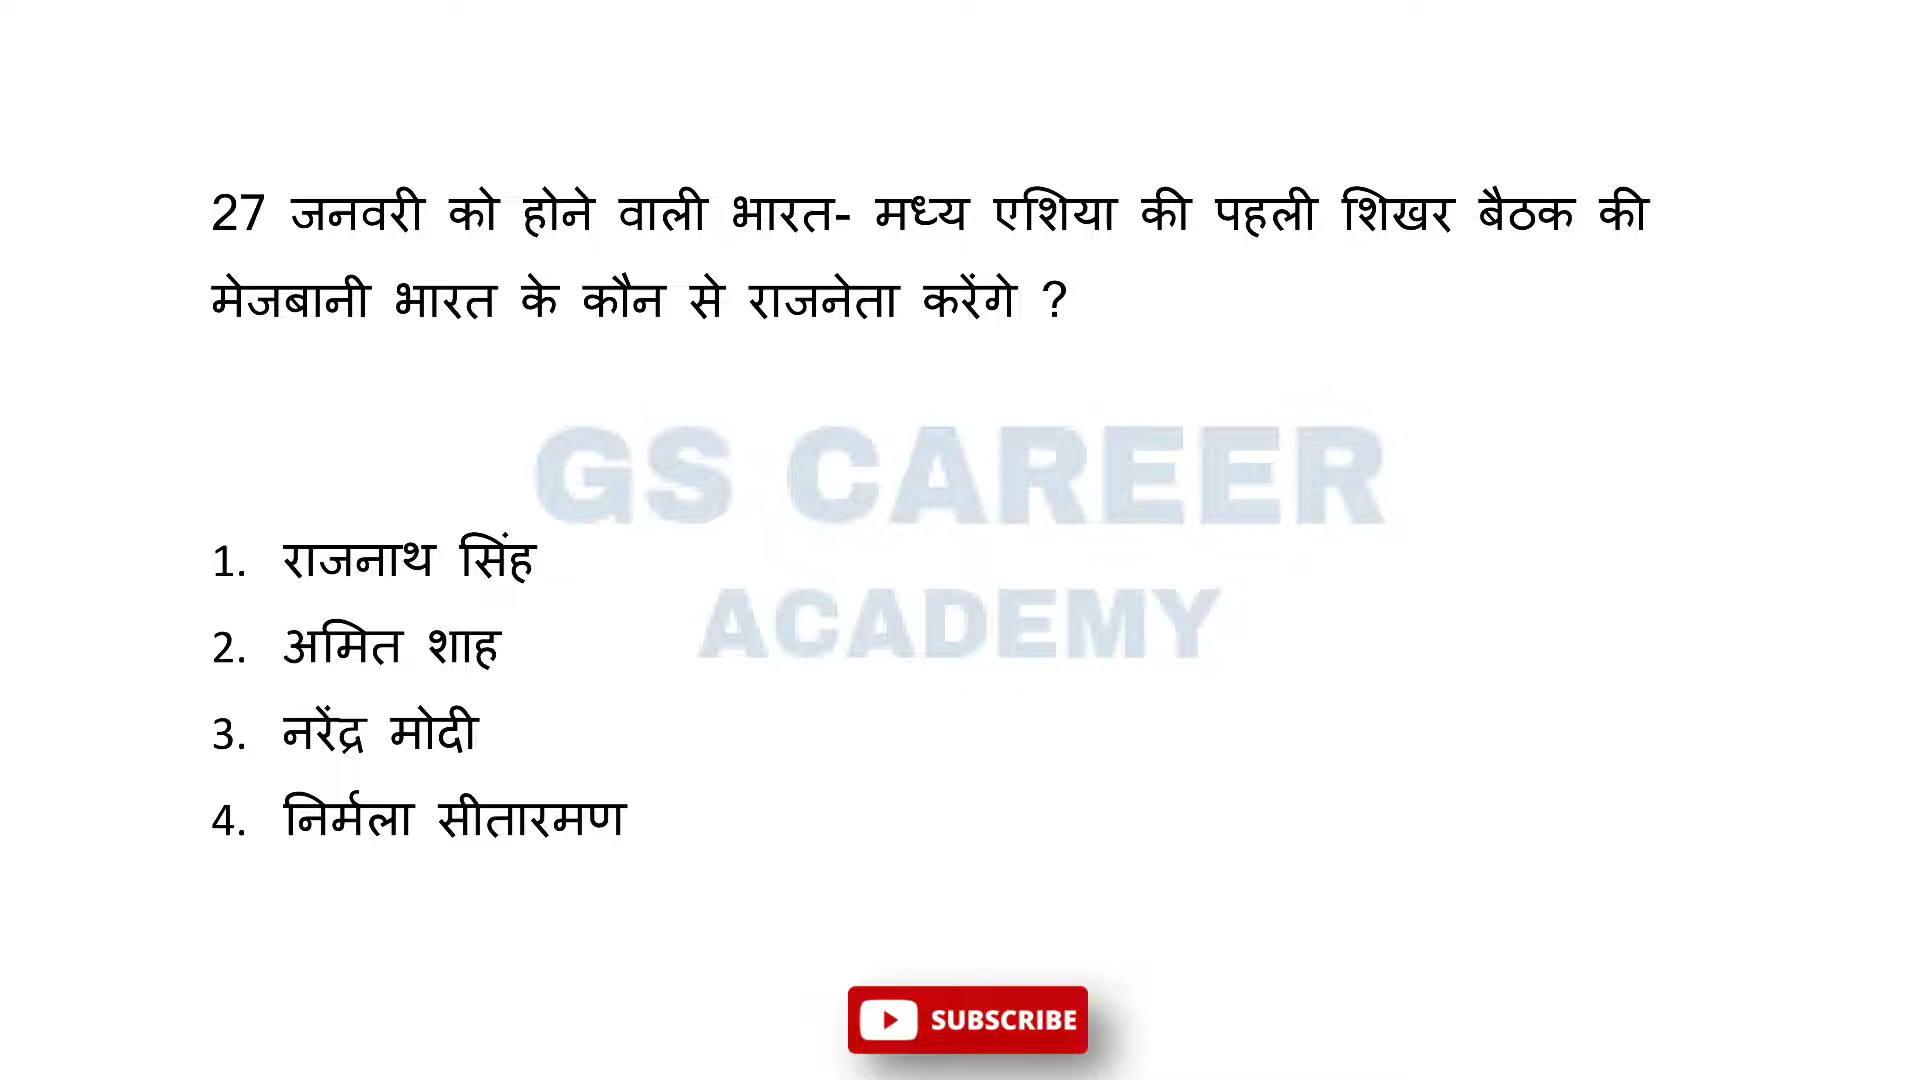 27 जनवरी को होने वाली भारत- मध्य एशिया की पहली शिखर बैठक की
मेजबानी भारत के कौन से राजनेता करेंगे ?
GS CAREER
ACADEMY
1. राजनाथ सिंह
2. अमित शाह
3. नरेंद्र मोदी
4. निर्मला सीतारमण
SUBSCRIBE